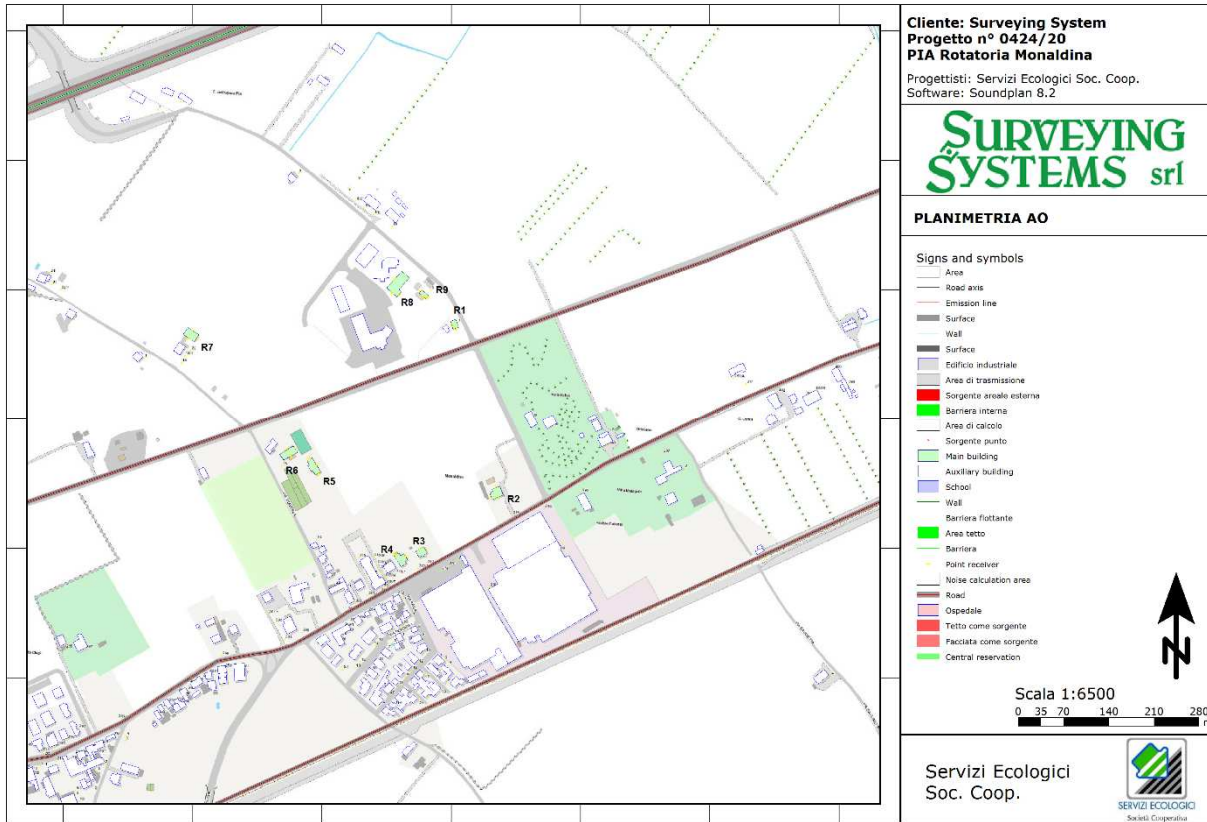 Cliente: Surveying System
Progetto n° 0424/20
PIA Rotatoria Monaldina
Progettisti: Servizi Ecologici Soc. Coop.
Software: Soundplan 8.2
SURVEYING
SYSTEMS srl
PLANIMETRIA AO
Signs and symbols
Area
Road axis
Emission line
Surface
Wall
Surface
Edificio industriale
Area di trasmissione
Sorgente areale esterna
Barriera interna
Area di calcolo
Sorgente punto
Main building
Auxiliary building
School
Wall
Barriera flottante
Area tetto
Barriera
Point receiver
Noise calculation area
Road
Ospedale
Tetto come sorgente
Facciata come sorgente
Central reservation
N
Scala 1:6500
0 35 70 140 210 280
m
Servizi Ecologici
Soc. Coop.
SERVIZI ECOLOGICI
Società Cooperativa
R9
R8
R1
R7
R6
R5
R2
R4
R3